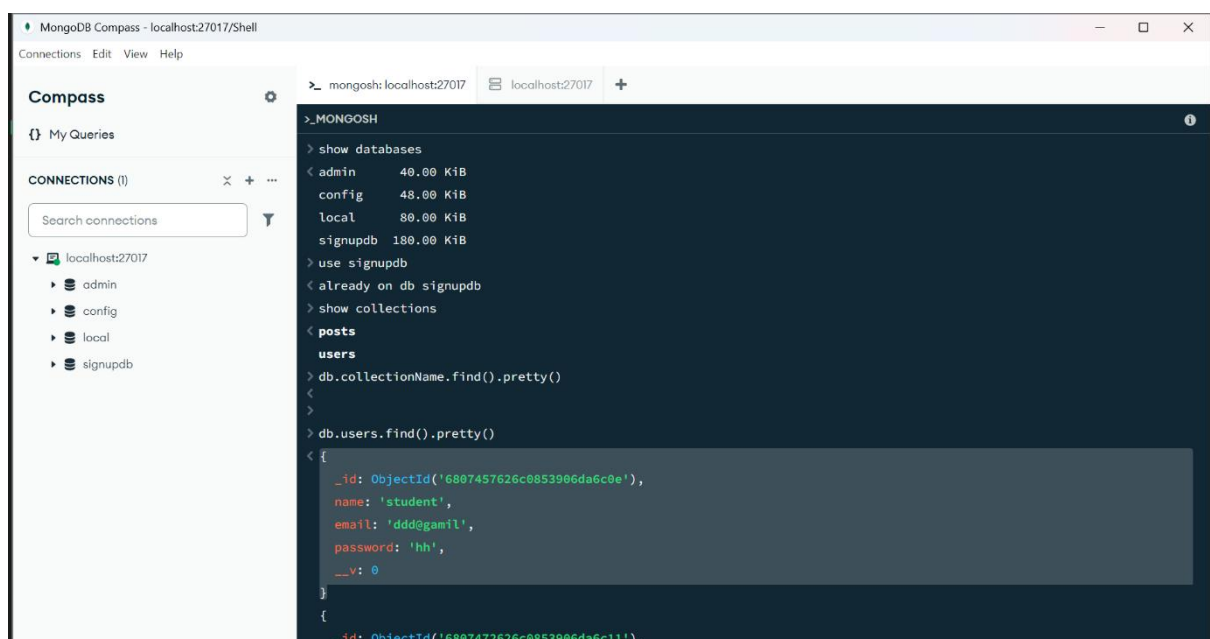 MongoDB Compass - localhost:27017/Shell
Connections Edit View Help
Compass
{} My Queries
CONNECTIONS (1)
Search connections
localhost:27017
admin
config
local
signupdb
>_ mongosh: localhost:27017 localhost:27017 +
>_MONGOSH
> show databases
< admin 40.00 KiB
config 48.00 KiB
local 80.00 KiB
signupdb 180.00 KiB
> use signupdb
< already on db signupdb
> show collections
< posts
users
> db.collectionName.find().pretty()
<
>
> db.users.find().pretty()
< {
_id: ObjectId('6807457626c0853906da6c0e'),
name: 'student',
email: 'ddd@gamil',
password: 'hh',
__v: 0
}
{
_id: ObjectId('6807472626c0853906da6c11'),